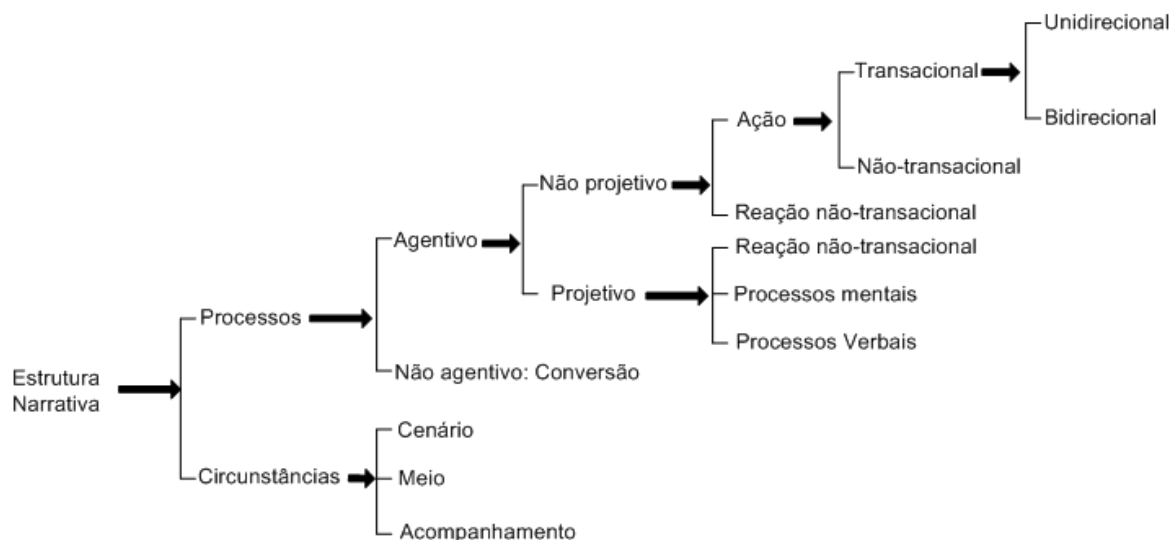 Unidirecional
Transacional
Bidirecional
Ação
Não-transacional
Não projetivo
Reação não-transacional
Agentivo
Reação não-transacional
Projetivo
Processos mentais
Processos
Processos Verbais
Não agentivo: Conversão
Estrutura
Narrativa
Cenário
Circunstâncias
Meio
Acompanhamento